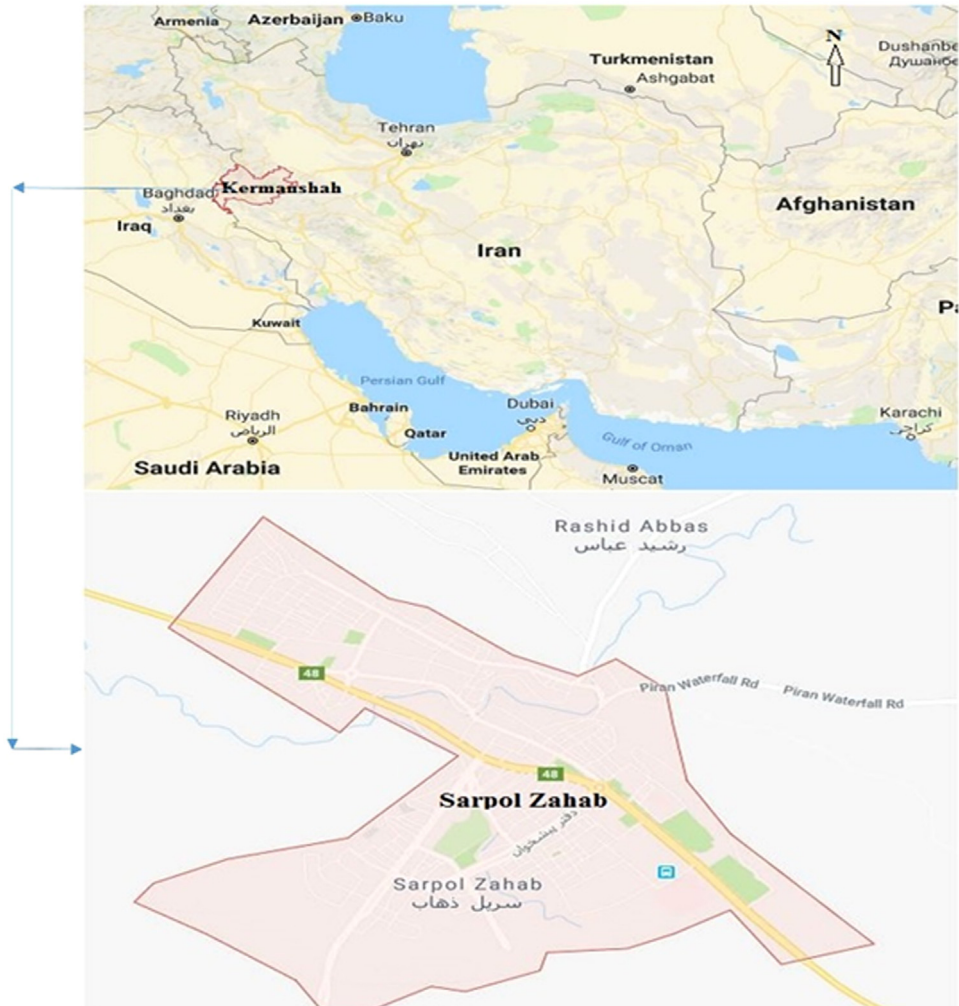 Armenia
Azerbaijan
Baku
N
Dushanbe
Душанбе
Turkmenistan
Ashgabat
Tehran
تهران
Kermanshah
Baghdad
بغداد
Iraq
Afghanistan
Iran
Pa
Kuwait
Persian Gulf
Riyadh
الرياض
Bahrain
Qatar
Dubai
دبي
Karachi
کراچی
Gulf of Oman
United Arab
Emirates
Saudi Arabia
Muscat
Rashid Abbas
رشید عباس
48
Piran Waterfall Rd
Piran Waterfall Rd
48
Sarpol Zahab
دفتر پیشخوان
Sarpol Zahab
سرپل ذهاب